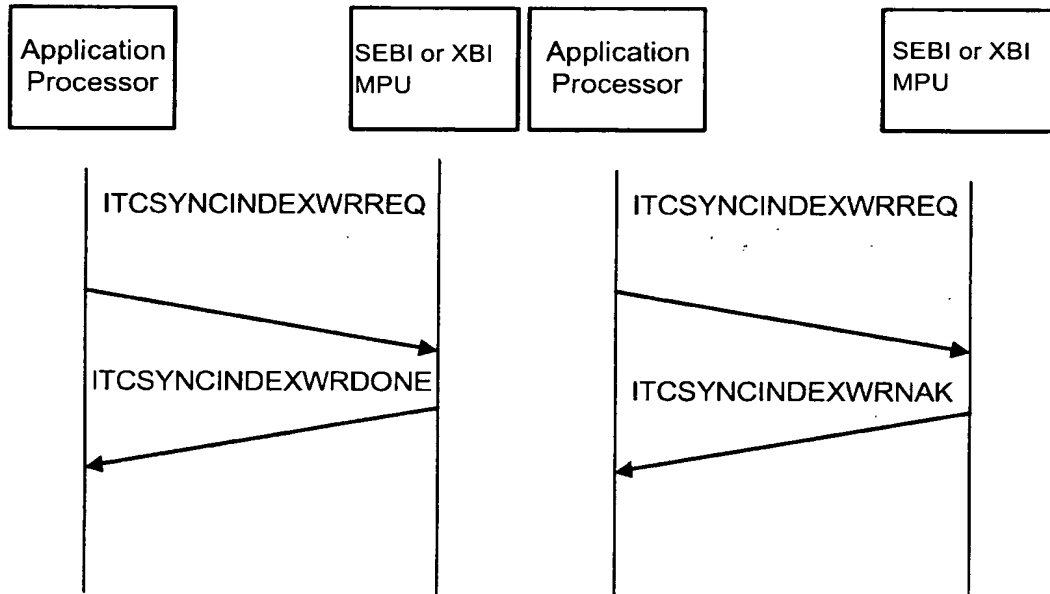 Application
Processor
SEBI or XBI
MPU
Application
Processor
SEBI or XBI
MPU
ITCSYNCINDEXWRREQ
ITCSYNCINDEXWRREQ
ITCSYNCINDEXWRDONE
ITCSYNCINDEXWRNAK